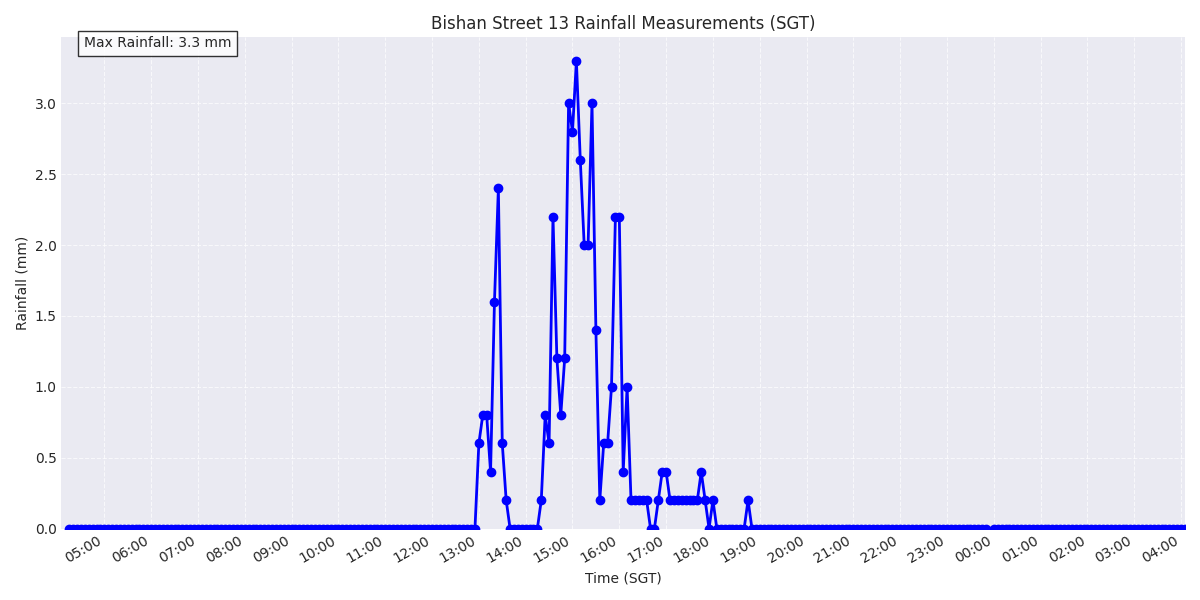 Bishan Street 13 Rainfall Measurements (SGT)
Max Rainfall: 3.3 mm
Rainfall (mm)
3.0
2.5
2.0
1.5
1.0
0.5
0.0
05:00 06:00 07:00 08:00 09:00 10:00 11:00 12:00 13:00 14:00 15:00 16:00 17:00 18:00 19:00 20:00 21:00 22:00 23:00 00:00 01:00 02:00 03:00 04:00
Time (SGT)